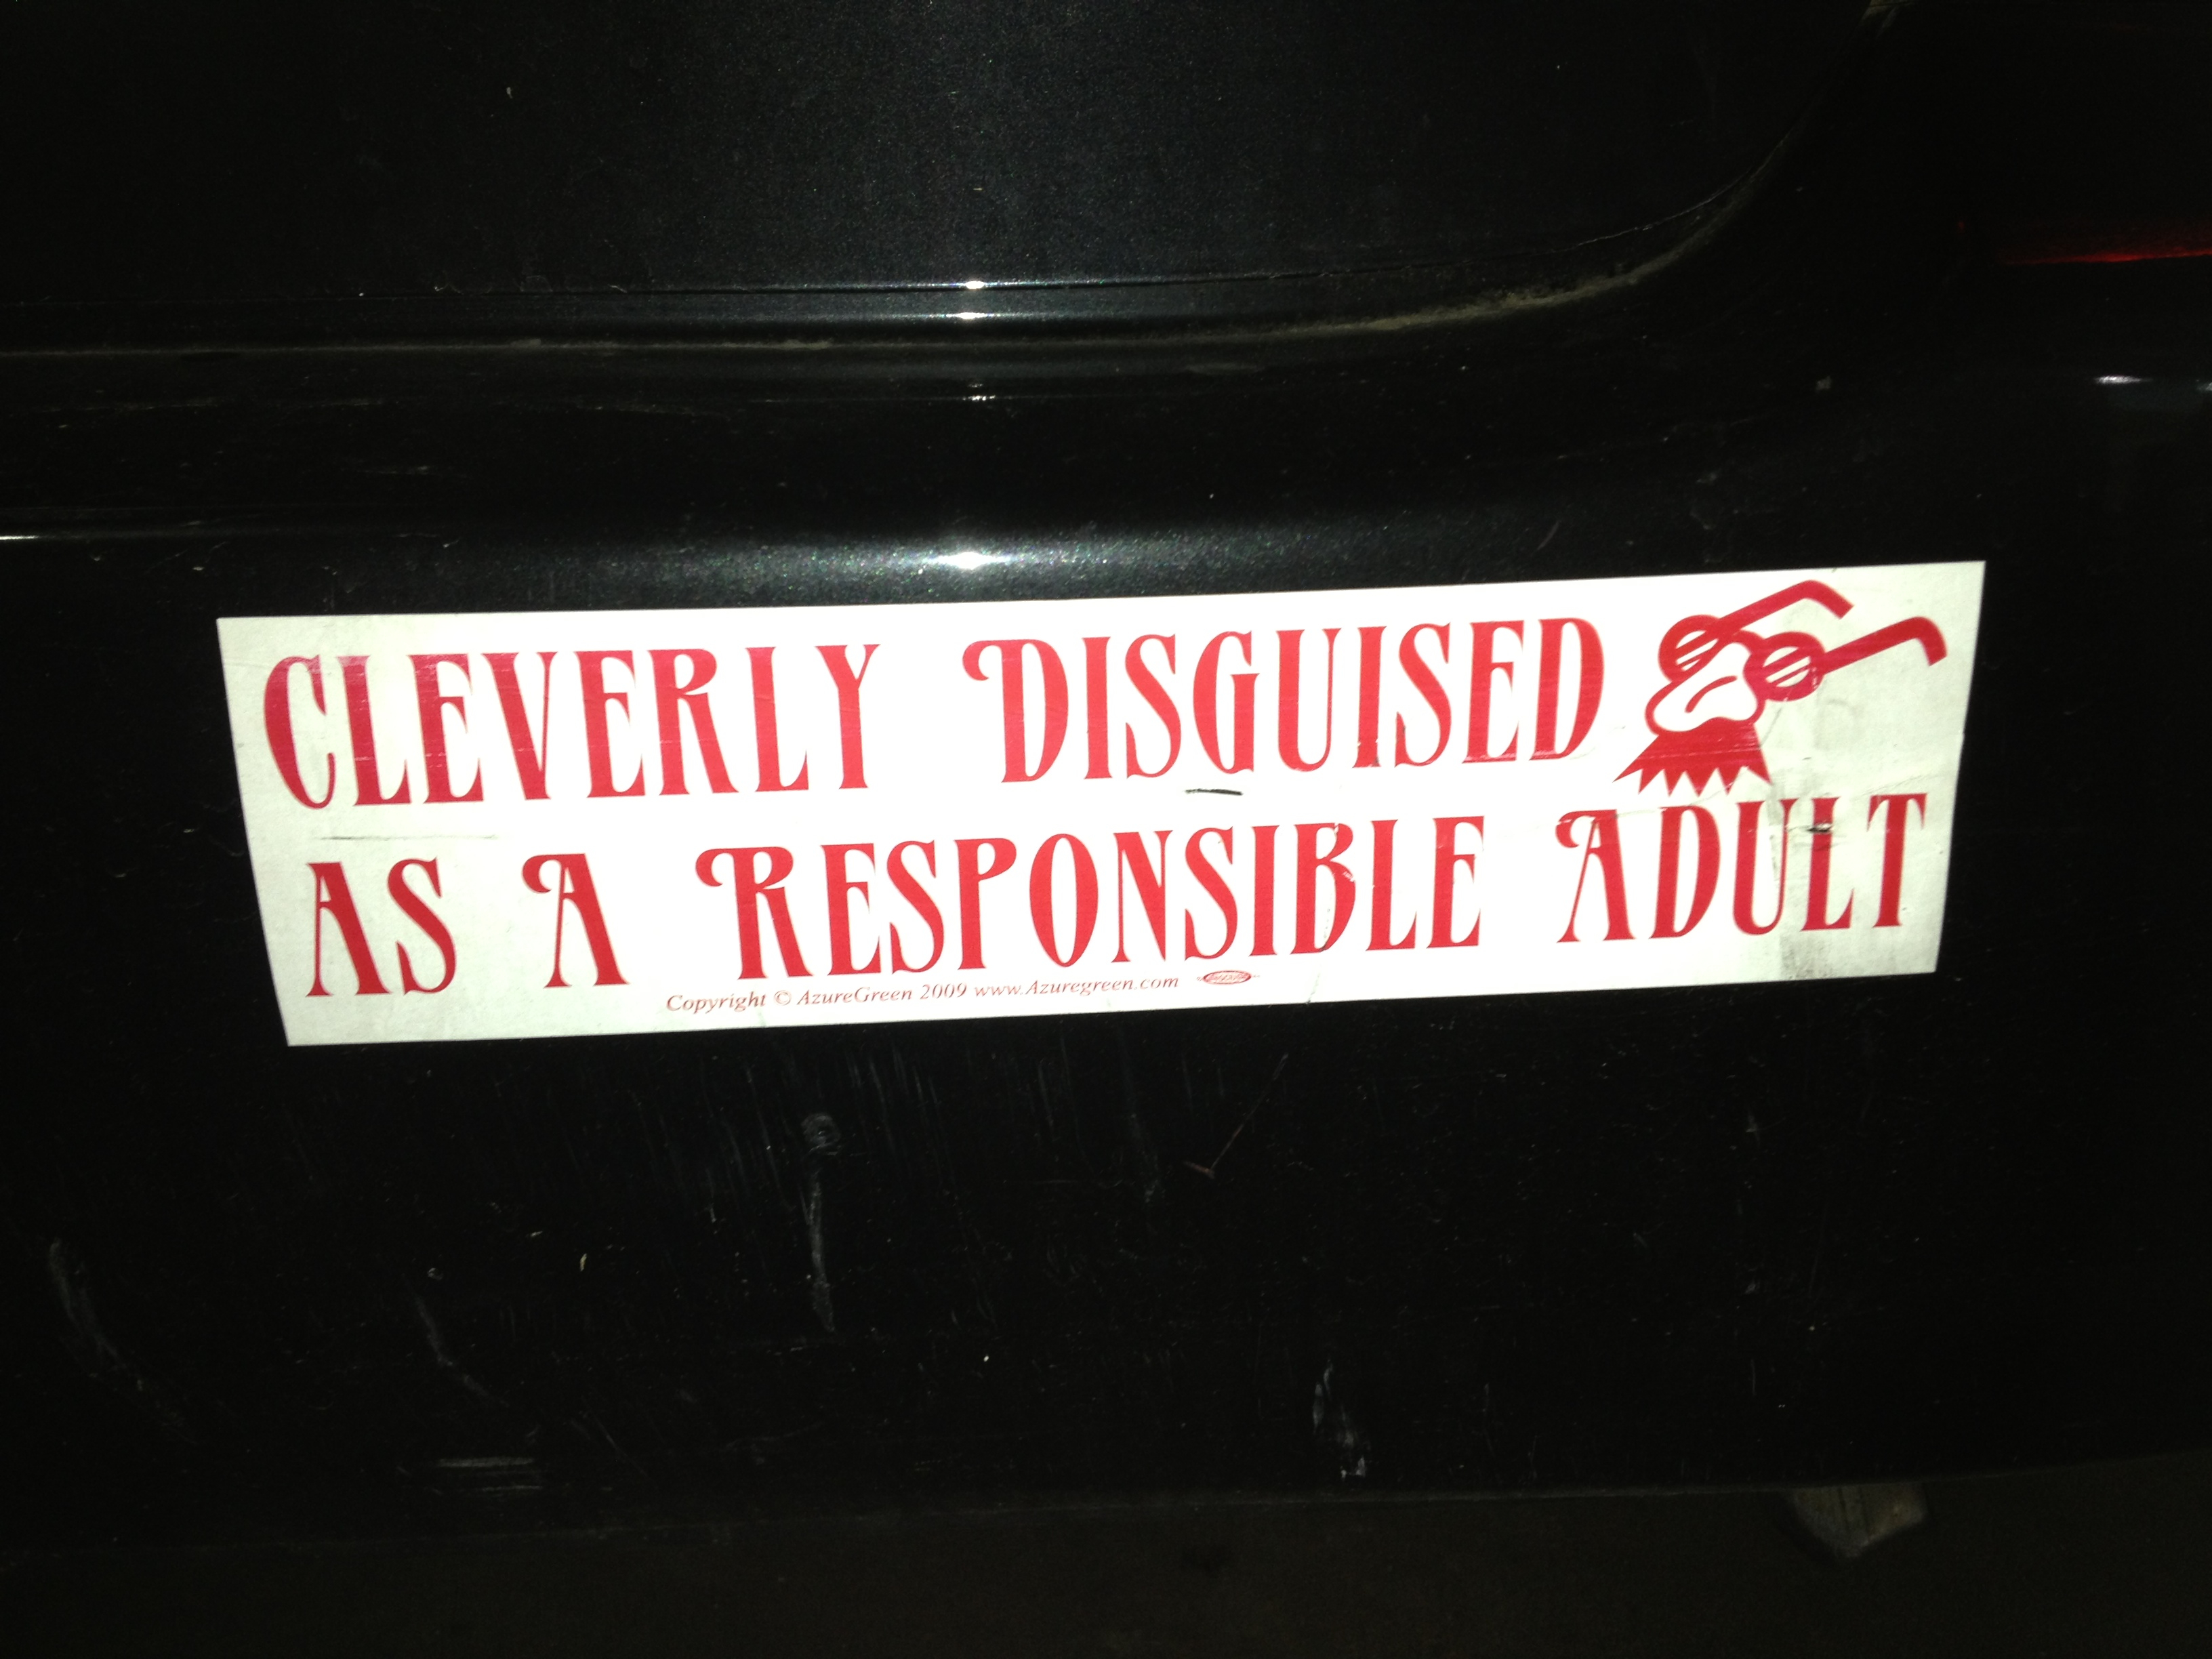 CLEVERLY DISGUISED
AS A RESPONSIBLE ADULT
Copyright © AzureGreen 2009 www.Azuregreen.com